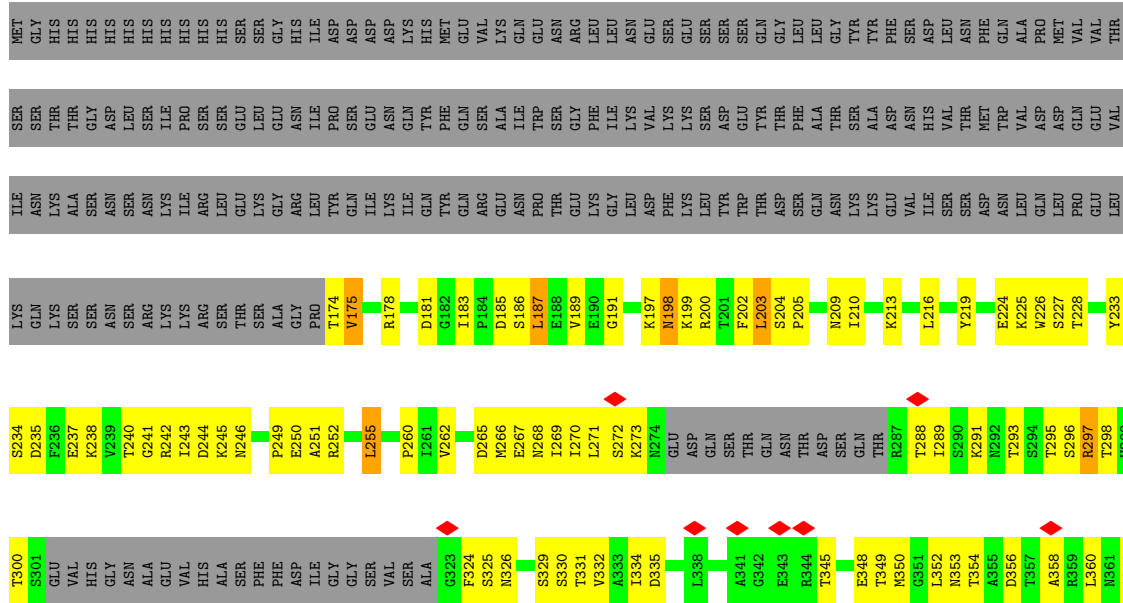 MET GLY HIS HIS HIS HIS HIS HIS HIS HIS HIS HIS SER SER GLY HIS ILE ASP ASP ASP ASP LYS HIS MET GLU VAL LYS GLN GLU ASN ARG LEU LEU ASN GLU SER GLU SER SER SER GLN GLY LEU LEU GLY TYR TYR PHE SER ASP LEU ASN PHE GLN ALA PRO MET VAL VAL THR
SER SER THR THR GLY ASP LEU SER ILE PRO SER SER GLU LEU GLU ASN ILE PRO SER GLU ASN GLN TYR PHE GLN SER ALA ILE TRP SER GLY PHE ILE LYS VAL LYS LYS SER ASP GLU TYR THR PHE ALA THR SER ALA ASP ASN HIS VAL THR MET TRP VAL ASP ASP GLN GLU VAL
ILE ASN LYS ALA SER ASN SER ASN LYS ILE ARG LEU GLU LYS GLY ARG LEU TYR GLN ILE LYS ILE GLN TYR GLN ARG GLU ASN PRO THR GLU LYS GLY LEU ASP PHE LYS LEU TYR TRP THR ASP SER GLN ASN LYS LYS GLU VAL ILE SER SER ASP ASN LEU GLN LEU PRO GLU LEU
LYS GLN LYS SER SER ASN SER ARG LYS LYS ARG SER THR SER ALA GLY PRO T174 V175 R178 D181 G182 I183 P184 D185 S186 L187 E188 V189 E190 G191 K197 N198 K199 R200 T201 F202 L203 S204 P205 N209 I210 K213 L216 Y219 E224 K225 W226 S227 T228 Y233
S234 D235 F236 E237 K238 V239 T240 G241 R242 I243 D244 K245 N246 P249 E250 A251 R252 L255 P260 I261 V262 D265 M266 E267 N268 I269 I270 L271 S272 K273 N274 GLU ASP GLN SER THR GLN ASN THR ASP SER GLN THR R287 T288 I289 S290 K291 N292 T293 S294 T295 S296 R297 T298
T300 S301 GLU VAL HIS GLY ASN ALA GLU VAL HIS ALA SER PHE PHE ASP ILE GLY GLY SER VAL SER ALA G323 F324 S325 N326 S329 S330 T331 V332 A333 I334 D335 L338 A341 G342 E343 R344 T345 E348 T349 M350 G351 L352 N353 T354 A355 D356 T357 A358 R359 L360 N361